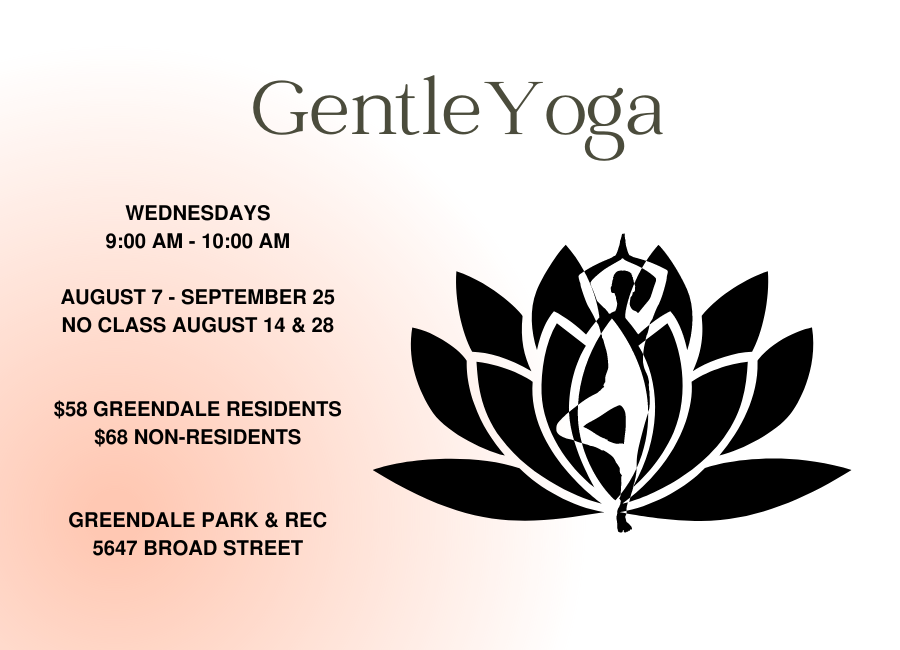 Gentle Yoga
WEDNESDAYS
9:00 AM - 10:00 AM
AUGUST 7 - SEPTEMBER 25
NO CLASS AUGUST 14 & 28
$58 GREENDALE RESIDENTS
$68 NON-RESIDENTS
GREENDALE PARK & REC
5647 BROAD STREET